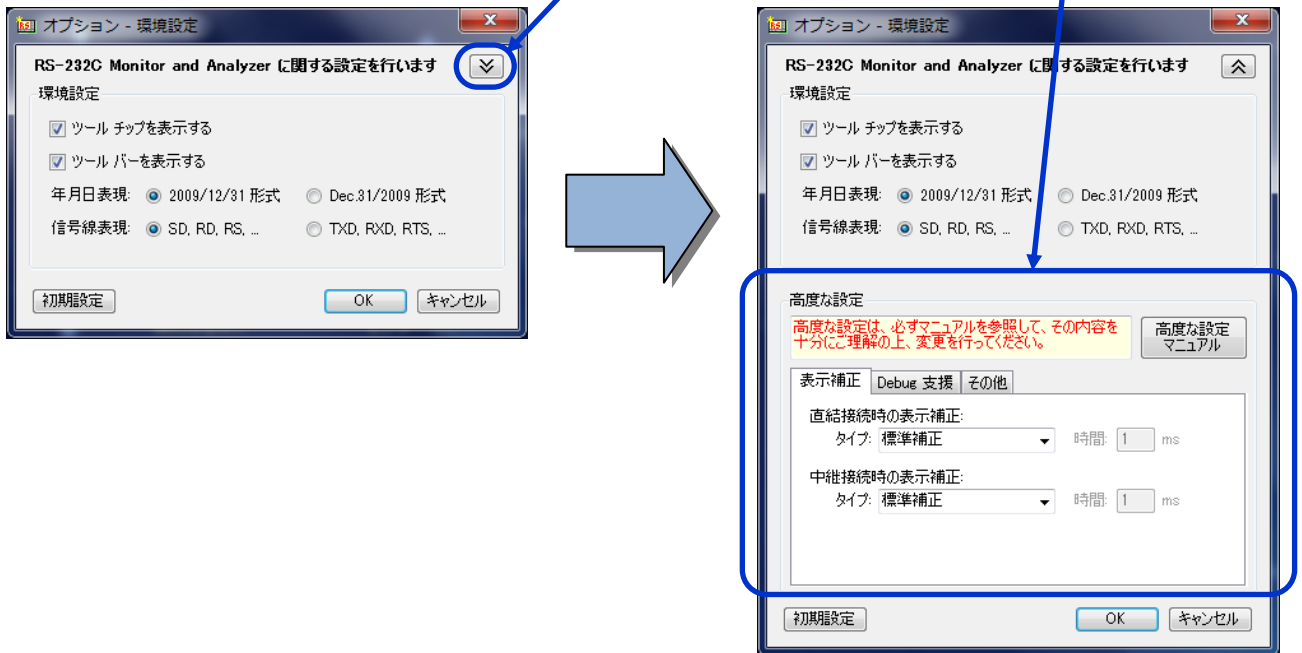 オプション - 環境設定
RS-232C Monitor and Analyzer に関する設定を行います
環境設定
ツール チップを表示する
ツール バーを表示する
年月日表現: 2009/12/31 形式 Dec.31/2009 形式
信号線表現: SD, RD, RS, ... TXD, RXD, RTS, ...
初期設定 OK キャンセル
オプション - 環境設定
RS-232C Monitor and Analyzer に関する設定を行います
環境設定
ツール チップを表示する
ツール バーを表示する
年月日表現: 2009/12/31 形式 Dec.31/2009 形式
信号線表現: SD, RD, RS, ... TXD, RXD, RTS, ...
高度な設定
高度な設定は、必ずマニュアルを参照して、その内容を
十分にご理解の上、変更を行ってください。
高度な設定
マニュアル
表示補正 Debug 支援 その他
直結接続時の表示補正:
タイプ: 標準補正 時間: 1 ms
中継接続時の表示補正:
タイプ: 標準補正 時間: 1 ms
初期設定 OK キャンセル